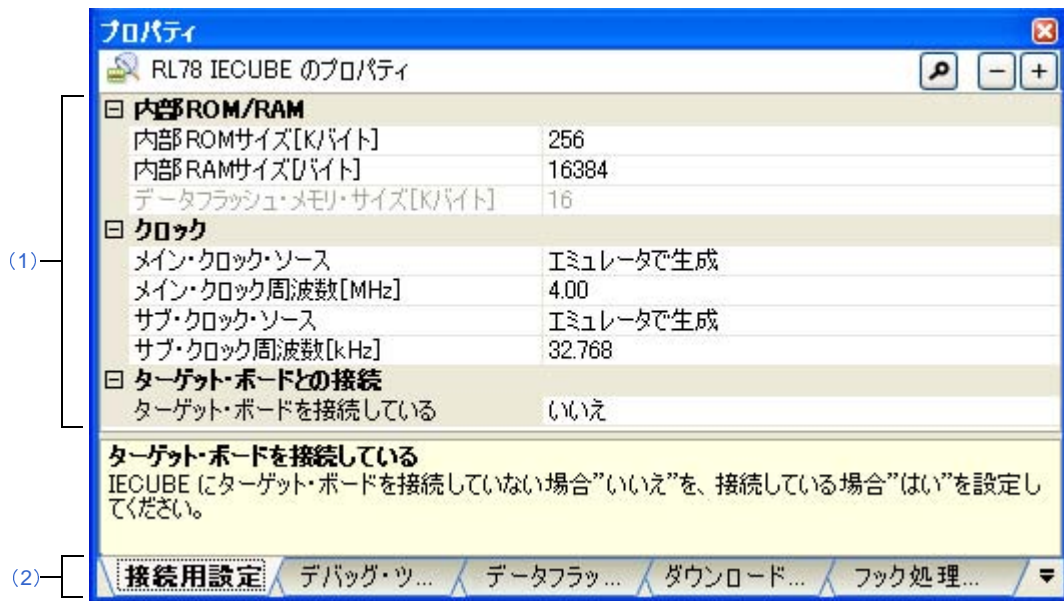 プロパティ
RL78 IECUBE のプロパティ
内部ROM/RAM
内部ROMサイズ[Kバイト] 256
内部RAMサイズ[バイト] 16384
データフラッシュ・メモリ・サイズ[Kバイト] 16
クロック
メイン・クロック・ソース エミュレータで生成
メイン・クロック周波数[MHz] 4.00
サブ・クロック・ソース エミュレータで生成
サブ・クロック周波数[kHz] 32.768
ターゲット・ボードとの接続
ターゲット・ボードを接続している いいえ
(1)
ターゲット・ボードを接続している
IECUBE にターゲット・ボードを接続していない場合"いいえ"を、接続している場合"はい"を設定し
てください。
(2)
接続用設定 デバッグ・ツ... データフラッ... ダウンロード... フック処理...